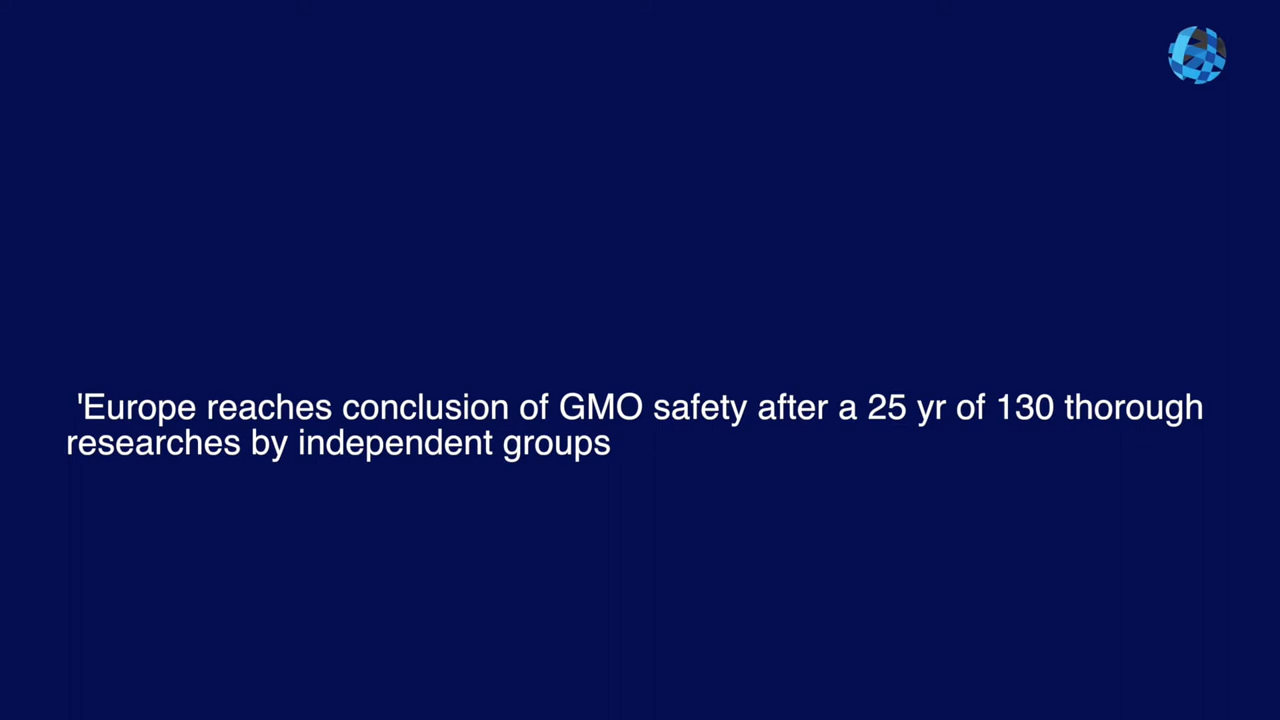 'Europe reaches conclusion of GMO safety after a 25 yr of 130 thorough
researches by independent groups